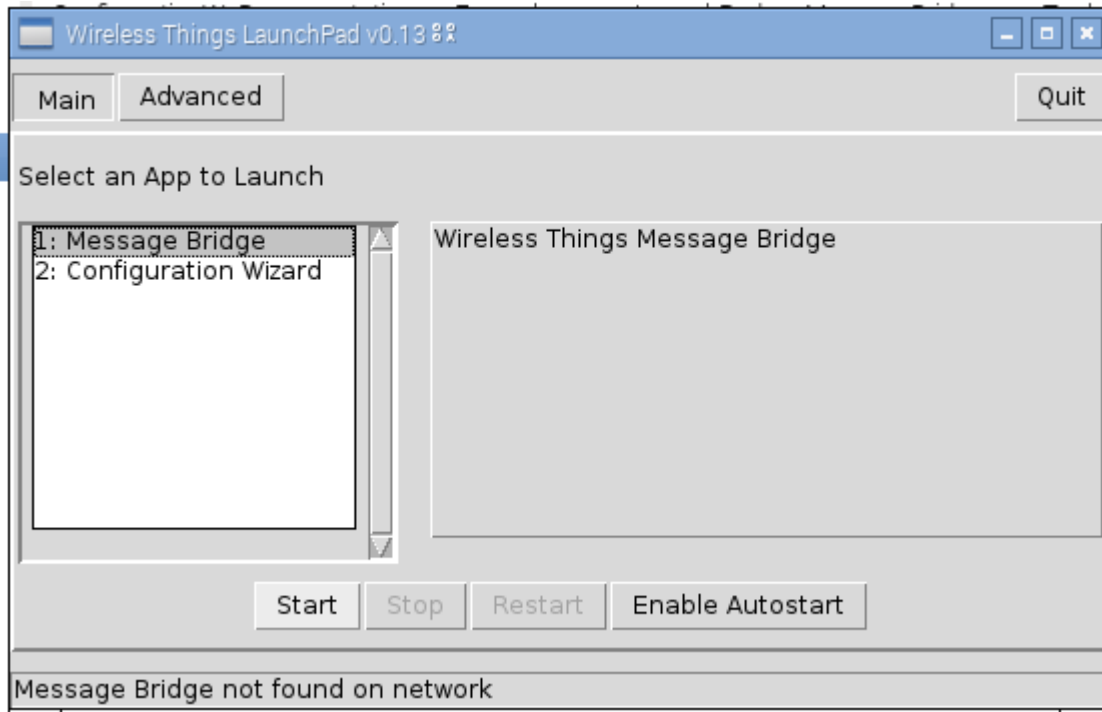 Wireless Things LaunchPad v0.13
Main
Advanced
Quit
Select an App to Launch
1: Message Bridge
2: Configuration Wizard
Wireless Things Message Bridge
Start
Stop
Restart
Enable Autostart
Message Bridge not found on network